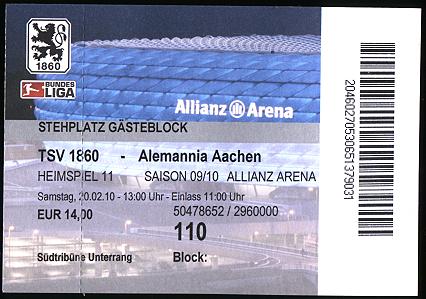 1860
BUNDES
LIGA
Allianz Arena
STEHPLATZ GÄSTEBLOCK
TSV 1860 - Alemannia Aachen
HEIMSPIEL 11 SAISON 09/10 ALLIANZ ARENA
Samstag, 20.02.10 - 13:00 Uhr - Einlass 11:00 Uhr
EUR 14,00 50478652 / 2960000
110
Südtribüne Unterrang Block:
20460270530651379031